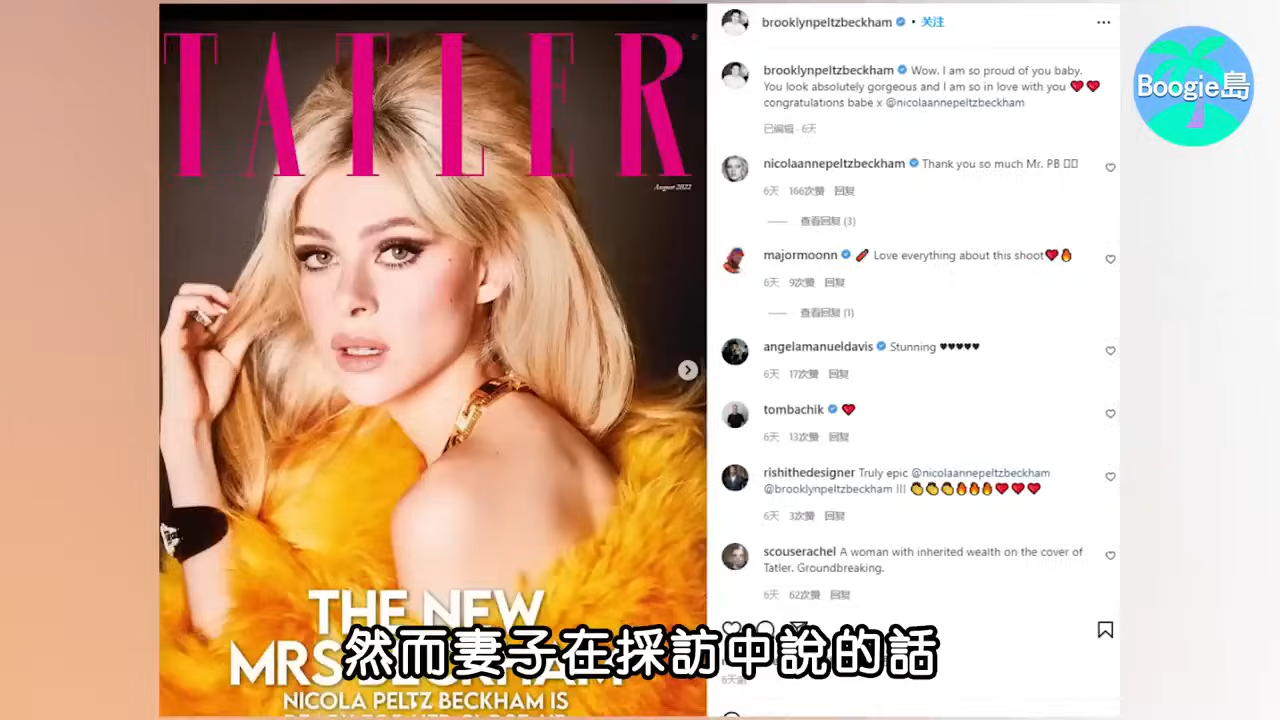 TATLER
August 2022
THE NEW
MRS BECKHAM
NICOLA PELTZ BECKHAM IS
brooklynpeltzbeckham • 关注
brooklynpeltzbeckham Wow. I am so proud of you baby.
You look absolutely gorgeous and I am so in love with you ❤️ ❤️
congratulations babe x @nicolaannepeltzbeckham
已编辑 · 6天
nicolaannepeltzbeckham Thank you so much Mr. PB
6天 166次赞 回复
查看回复 (3)
majormoonn 🧨 Love everything about this shoot❤️🔥
6天 9次赞 回复
查看回复 (1)
angelamanueldavis Stunning ♥♥♥♥♥
6天 17次赞 回复
tombachik ❤️
6天 13次赞 回复
rishithedesigner Truly epic @nicolaannepeltzbeckham
@brooklynpeltzbeckham !!! 👏👏👏🔥🔥🔥❤️❤️❤️
6天 3次赞 回复
scouserachel A woman with inherited wealth on the cover of
Tatler. Groundbreaking.
6天 62次赞 回复
Boogie島
然而妻子在採訪中說的話